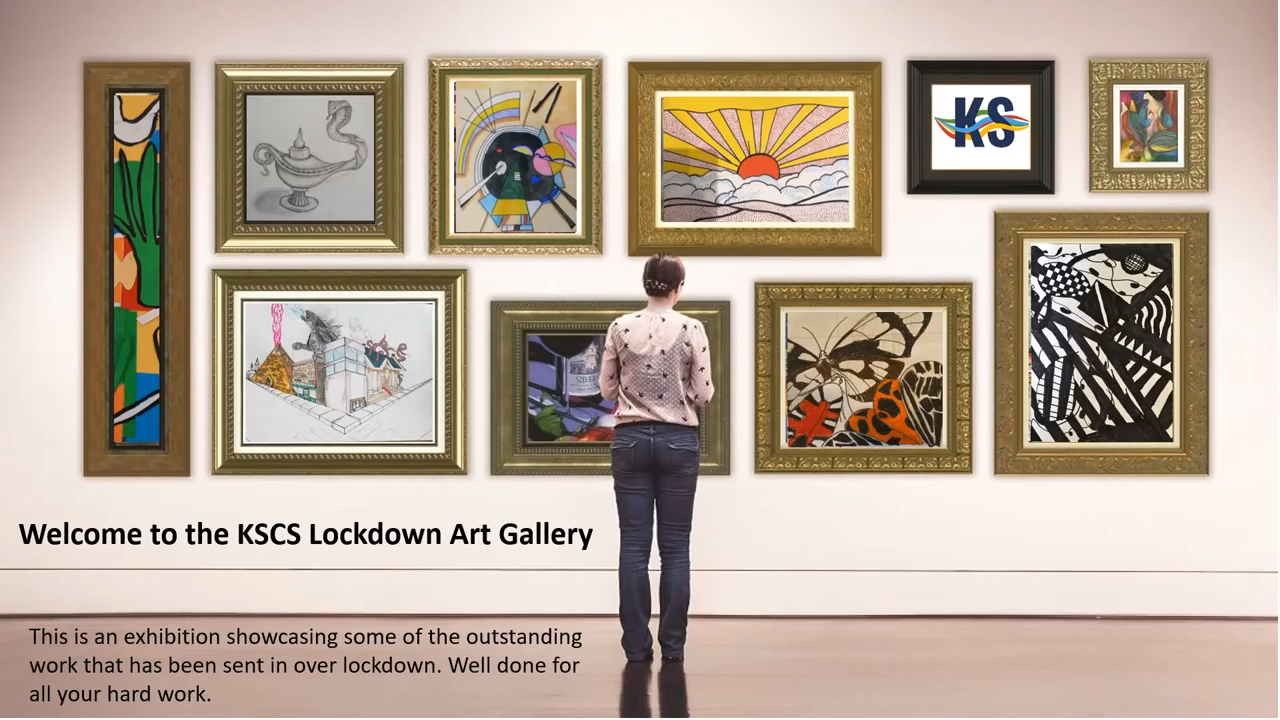 KS
Welcome to the KSCS Lockdown Art Gallery
This is an exhibition showcasing some of the outstanding
work that has been sent in over lockdown. Well done for
all your hard work.